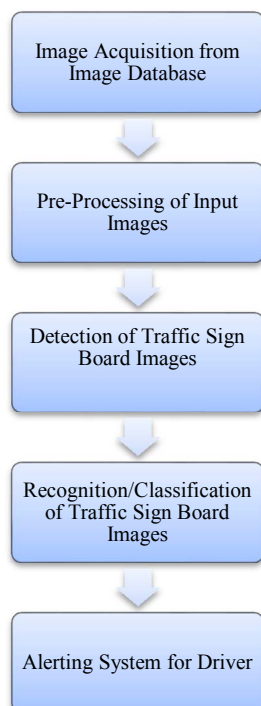 Image Acquisition from
Image Database
Pre-Processing of Input
Images
Detection of Traffic Sign
Board Images
Recognition/Classification
of Traffic Sign Board
Images
Alerting System for Driver